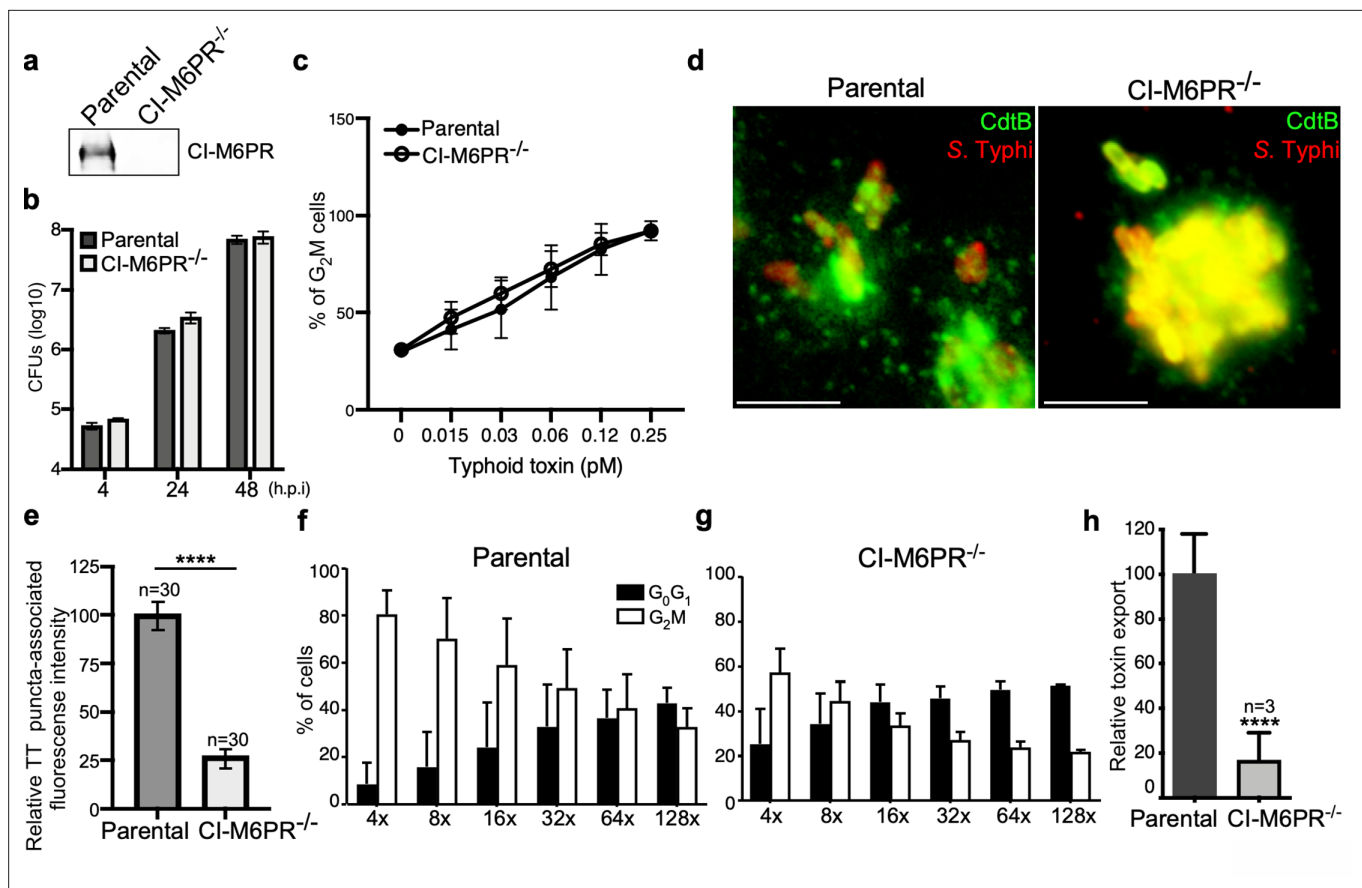 a
Parental
CI-M6PR-/-
CI-M6PR
b
CFUs (log10)
8
7
6
5
4
Parental
CI-M6PR-/-
4 24 48 (h.p.i)
c
% of G2M cells
150
100
50
0
Parental
CI-M6PR-/-
0 0.015 0.03 0.06 0.12 0.25
Typhoid toxin (pM)
d
Parental
CdtB
S. Typhi
CI-M6PR-/-
CdtB
S. Typhi
e
Relative TT puncta-associated
fluorescense intensity
125
100
75
50
25
0
****
n=30
n=30
Parental CI-M6PR-/-
f
Parental
% of cells
100
80
60
40
20
0
G0G1
G2M
4x 8x 16x 32x 64x 128x
g
CI-M6PR-/-
100
80
60
40
20
0
4x 8x 16x 32x 64x 128x
h
Relative toxin export
120
100
80
60
40
20
0
n=3
****
Parental CI-M6PR-/-